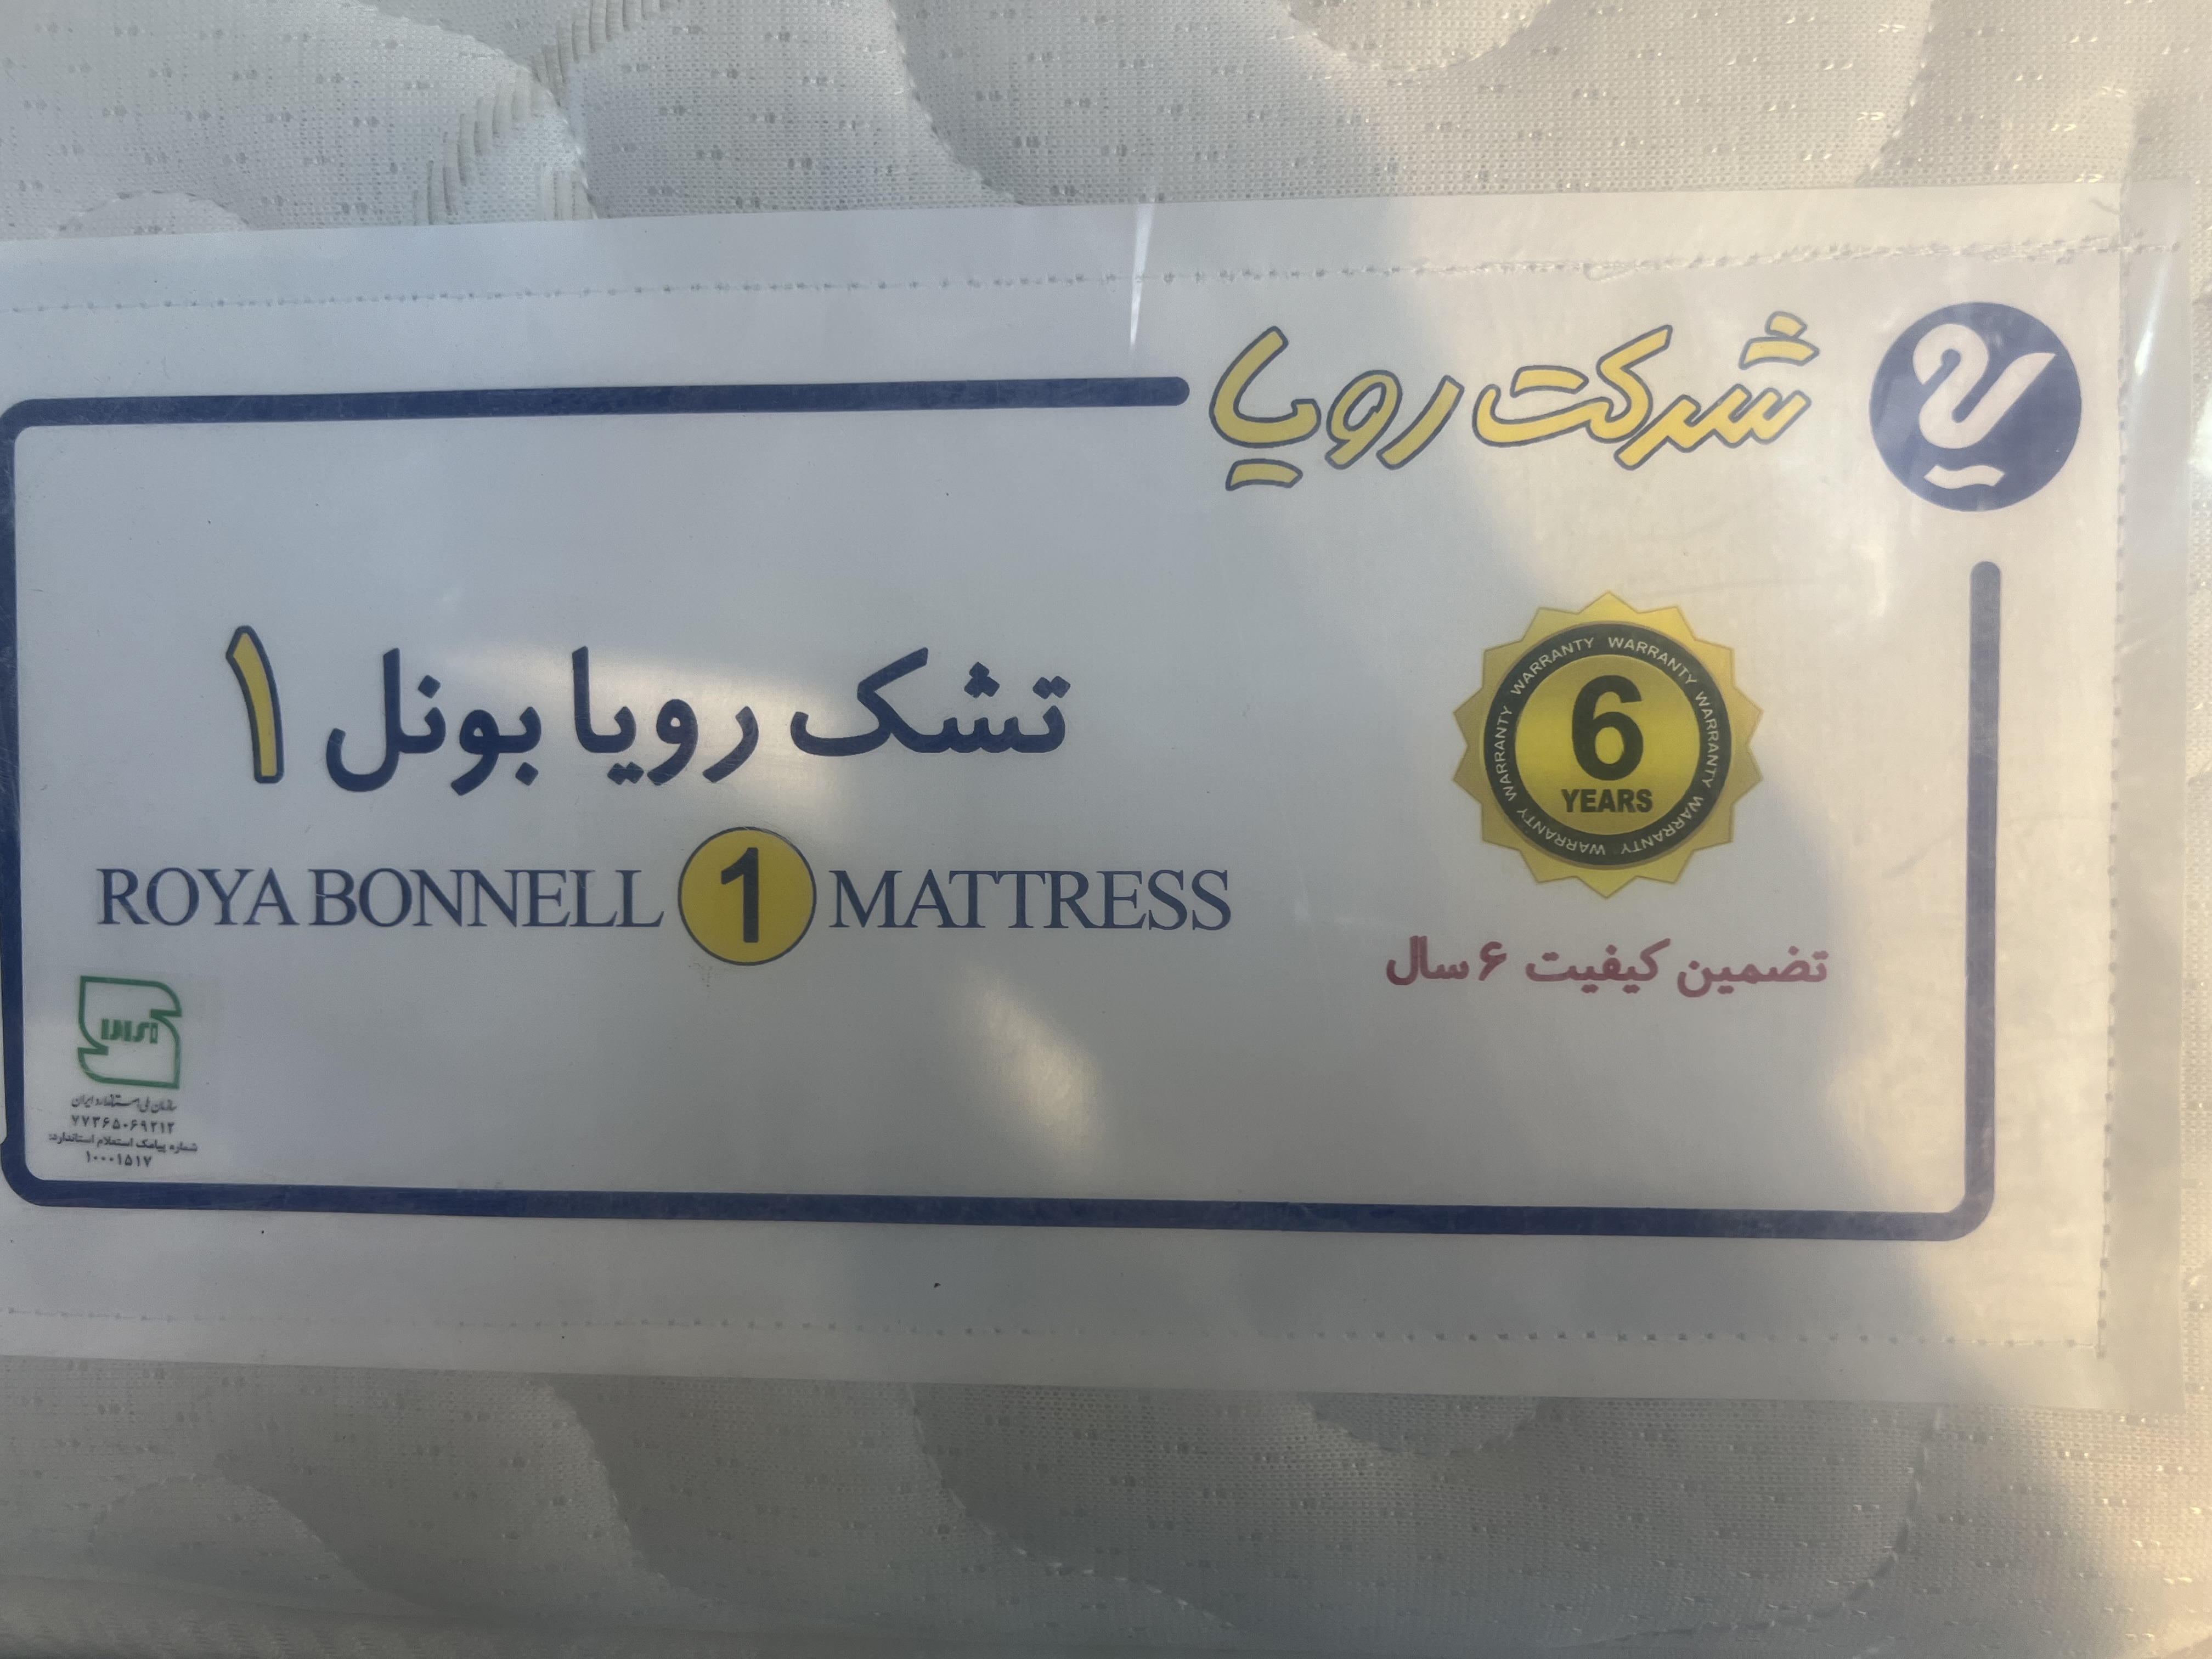 شرکت رویا
تشک رویا بونل ۱
ROYA BONNELL 1 MATTRESS
WARRANTY WARRANTY WARRANTY WARRANTY WARRANTY WARRANTY WARRANTY
6
YEARS
تضمین کیفیت ۶ سال
سازمان ملی استاندارد ایران
۷۷۳۶۵۰۶۹۲۱۲
شماره پیامک استعلام استاندارد:
۱۰۰۰۱۵۱۷